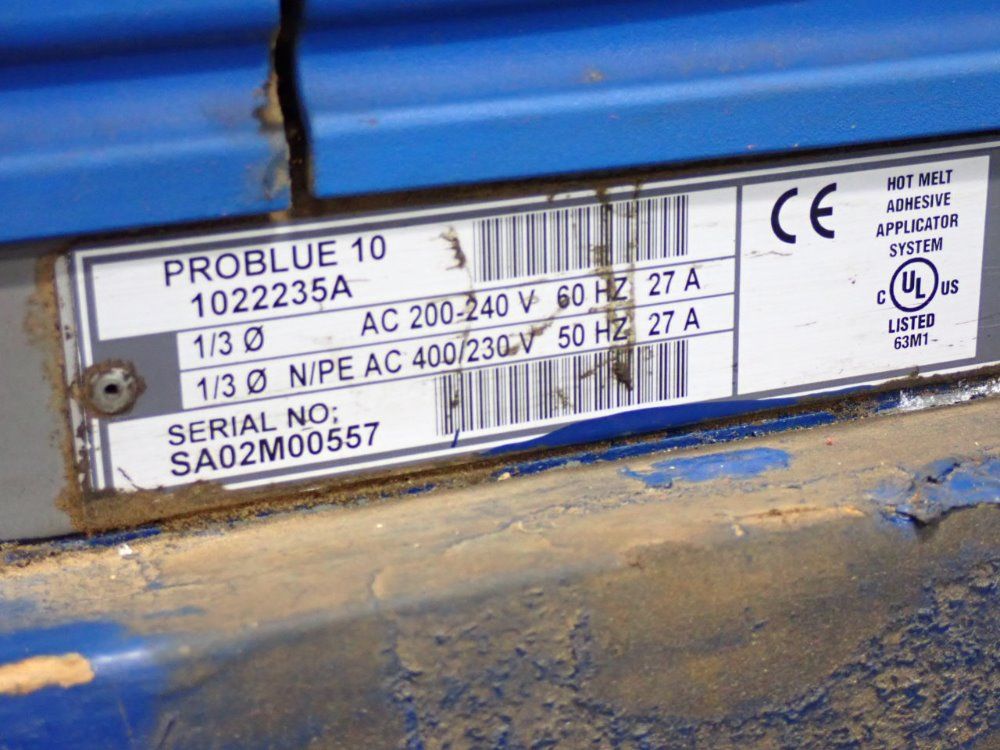 PROBLUE 10
1022235A
1/3 Ø AC 200-240 V 60 HZ 27 A
1/3 Ø N/PE AC 400/230 V 50 HZ 27 A
SERIAL NO;
SA02M00557
CE
HOT MELT
ADHESIVE
APPLICATOR
SYSTEM
C UL US
LISTED
63M1